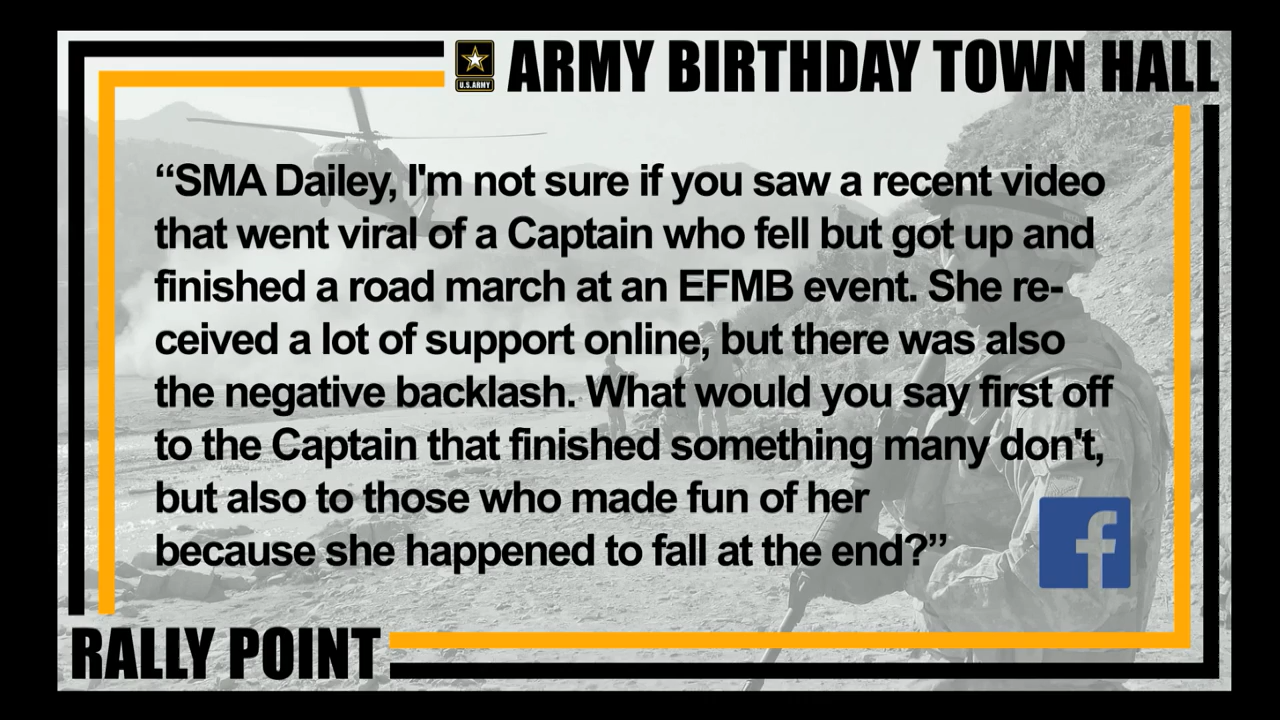 U.S.ARMY
ARMY BIRTHDAY TOWN HALL
“SMA Dailey, I'm not sure if you saw a recent video
that went viral of a Captain who fell but got up and
finished a road march at an EFMB event. She re-
ceived a lot of support online, but there was also
the negative backlash. What would you say first off
to the Captain that finished something many don't,
but also to those who made fun of her
because she happened to fall at the end?”
f
RALLY POINT